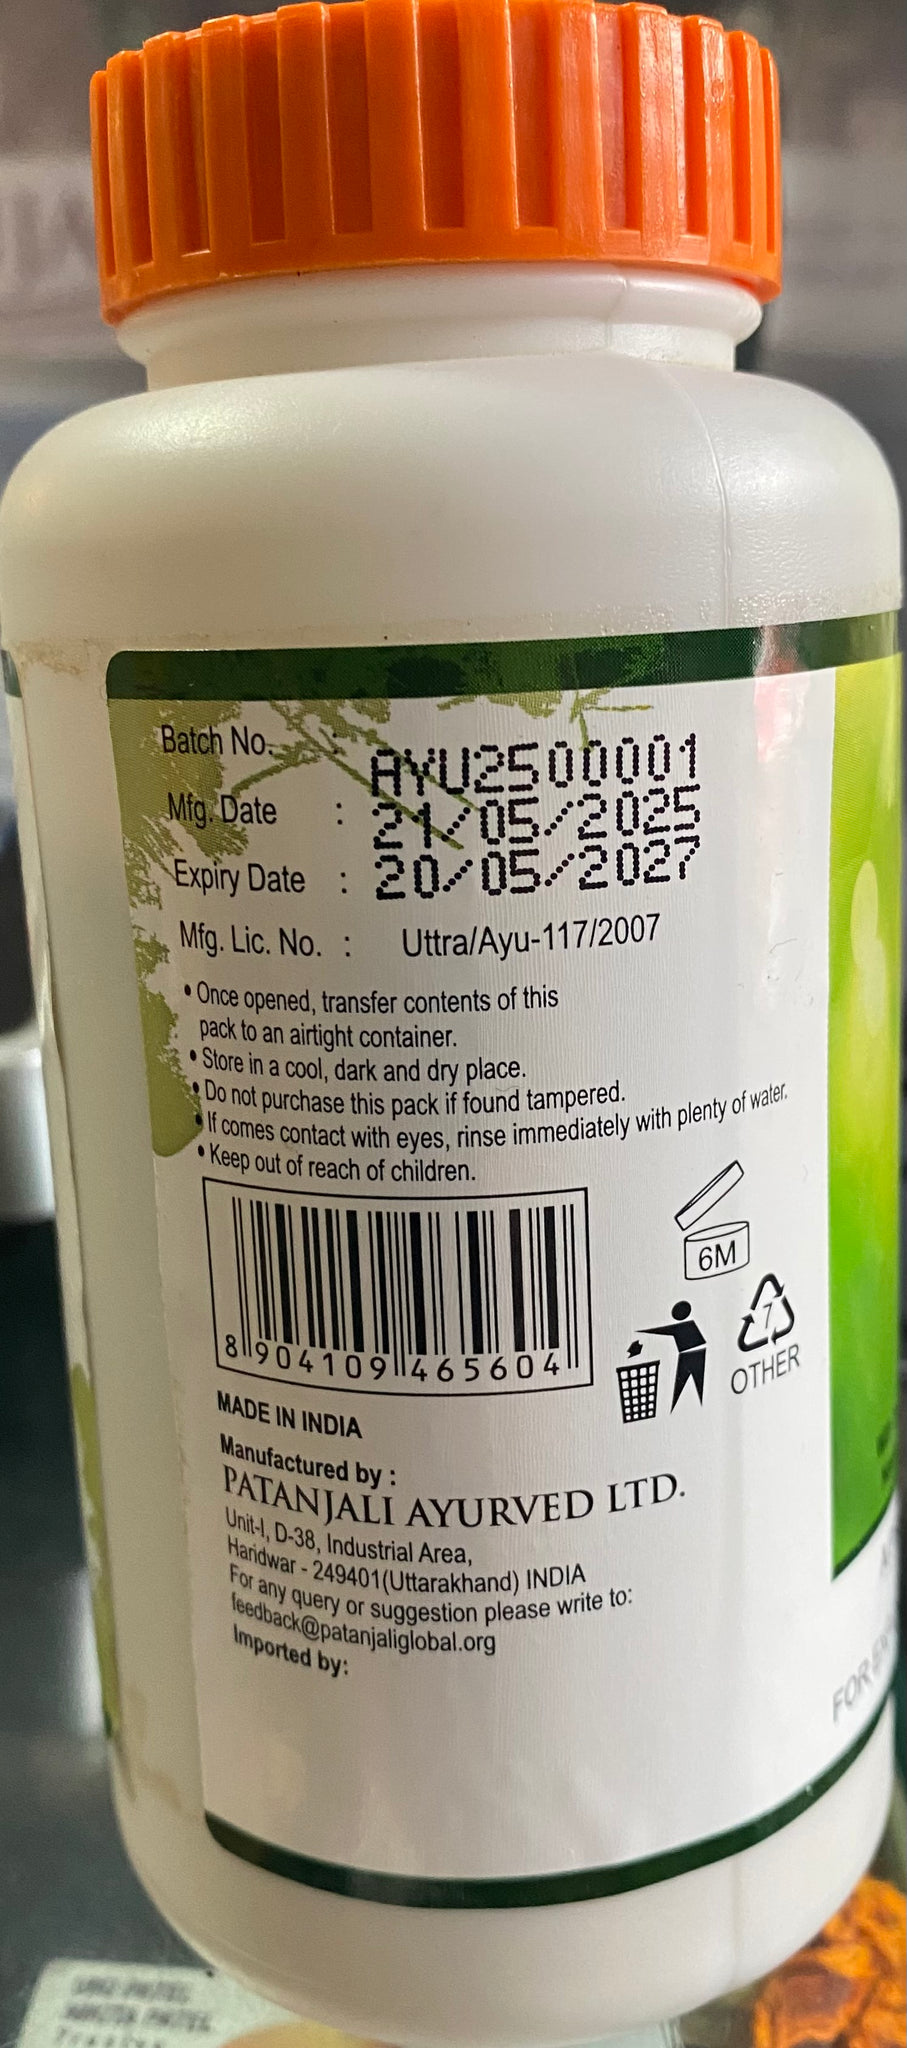 Batch No. : AYU2500001
Mfg. Date : 21/05/2025
Expiry Date : 20/05/2027
Mfg. Lic. No. : Uttra/Ayu-117/2007
• Once opened, transfer contents of this
pack to an airtight container.
• Store in a cool, dark and dry place.
• Do not purchase this pack if found tampered.
• If comes contact with eyes, rinse immediately with plenty of water.
• Keep out of reach of children.
6M
8 904109 465604
7
OTHER
MADE IN INDIA
Manufactured by :
PATANJALI AYURVED LTD.
Unit-I, D-38, Industrial Area,
Haridwar - 249401(Uttarakhand) INDIA
For any query or suggestion please write to:
feedback@patanjaliglobal.org
Imported by:
FOR